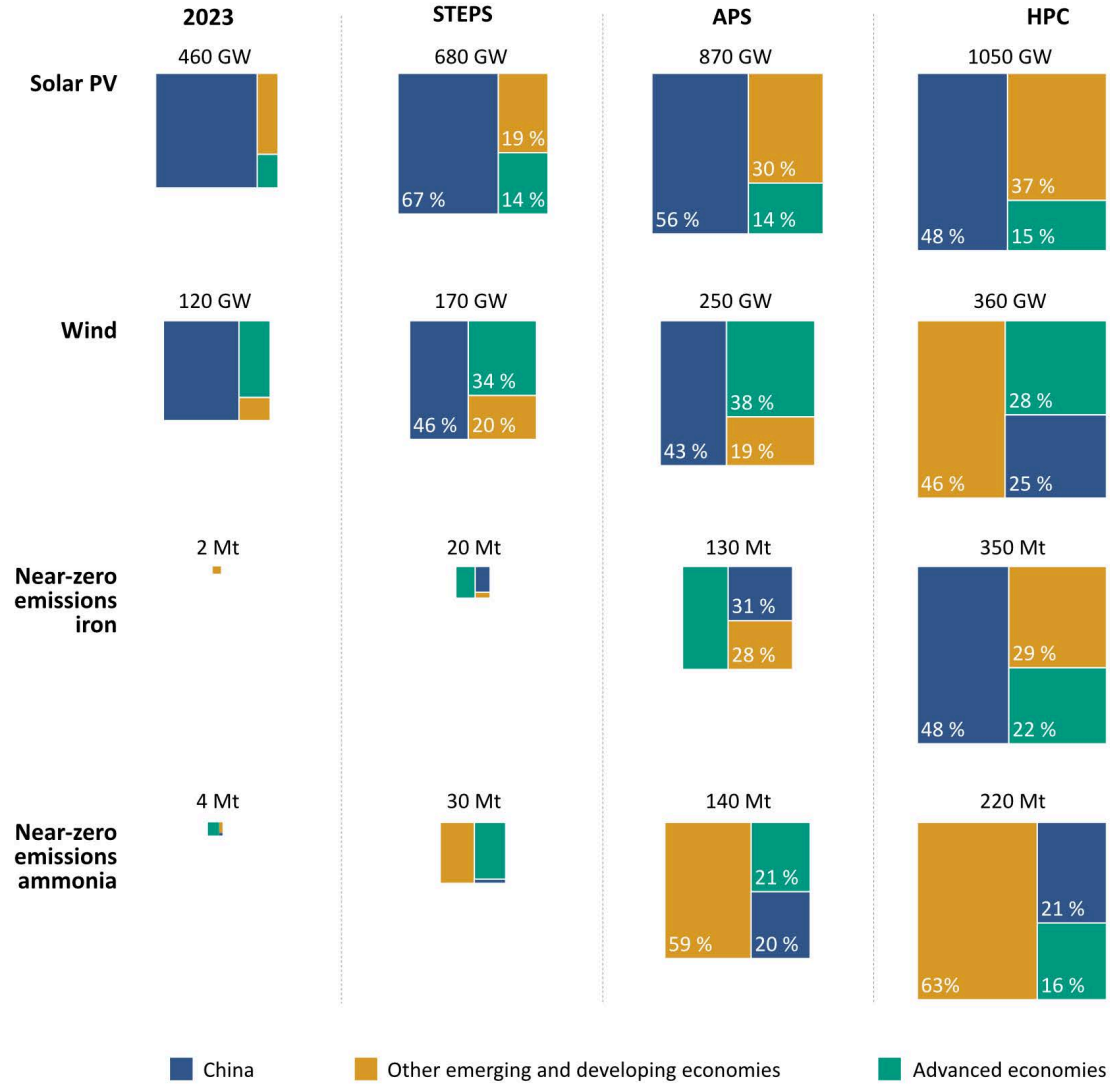 2023 STEPS APS HPC
460 GW 680 GW 870 GW 1050 GW
Solar PV
19 % 30 % 37 %
67 % 14 % 56 % 14 % 48 % 15 %
120 GW 170 GW 250 GW 360 GW
Wind
34 % 38 % 28 %
46 % 20 % 43 % 19 % 46 % 25 %
2 Mt 20 Mt 130 Mt 350 Mt
Near-zero
emissions
iron
31 %
28 % 29 %
48 % 22 %
4 Mt 30 Mt 140 Mt 220 Mt
Near-zero
emissions
ammonia
21 % 21 %
59 % 20 % 63% 16 %
China Other emerging and developing economies Advanced economies